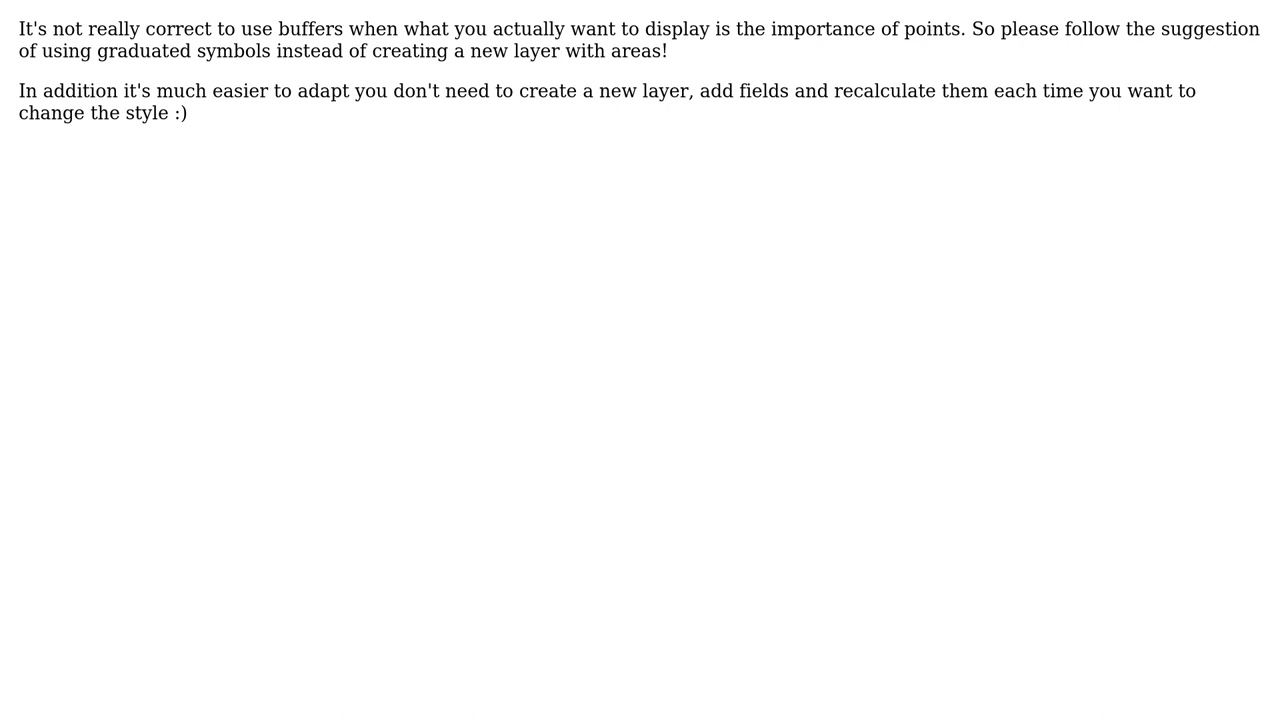 It's not really correct to use buffers when what you actually want to display is the importance of points. So please follow the suggestion
of using graduated symbols instead of creating a new layer with areas!
In addition it's much easier to adapt you don't need to create a new layer, add fields and recalculate them each time you want to
change the style :)